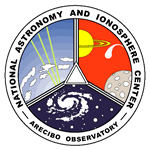 NATIONAL ASTRONOMY AND IONOSPHERE CENTER
— ARECIBO OBSERVATORY —